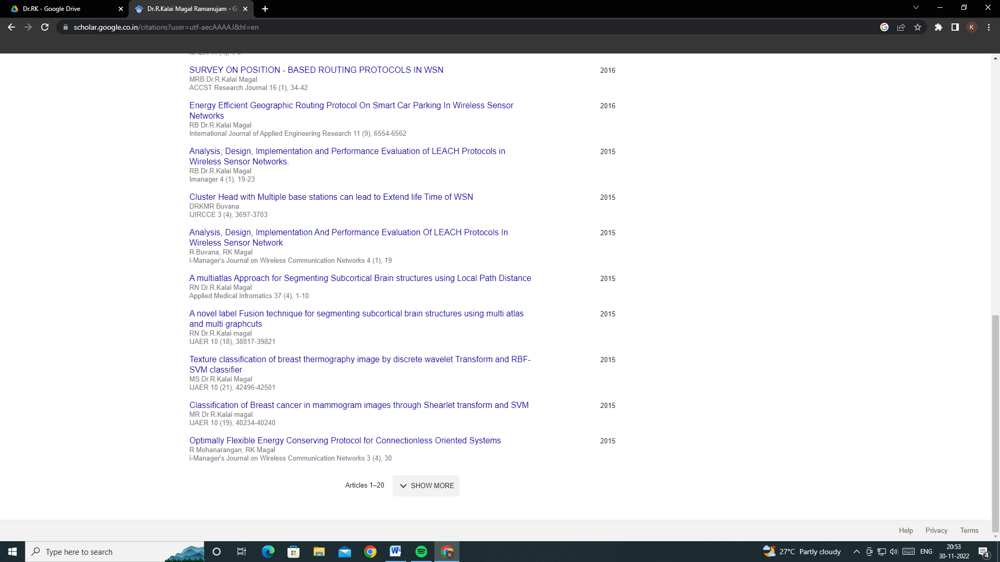 Dr.RK - Google Drive
Dr.R.Kalai Magal Ramanujam - G
scholar.google.co.in/citations?user=utf-aecAAAAJ&hl=en
K
SURVEY ON POSITION - BASED ROUTING PROTOCOLS IN WSN 2016
MRB Dr.R.Kalai Magal
ACCST Research Journal 16 (1), 34-42
Energy Efficient Geographic Routing Protocol On Smart Car Parking In Wireless Sensor 2016
Networks
RB Dr.R.Kalai Magal
International Journal of Applied Engineering Research 11 (9), 6554-6562
Analysis, Design, Implementation and Performance Evaluation of LEACH Protocols in 2015
Wireless Sensor Networks.
RB Dr.R.Kalai Magal
Imanager 4 (1), 19-23
Cluster Head with Multiple base stations can lead to Extend life Time of WSN 2015
DRKMR Buvana
IJIRCCE 3 (4), 3697-3703
Analysis, Design, Implementation And Performance Evaluation Of LEACH Protocols In 2015
Wireless Sensor Network
R Buvana, RK Magal
i-Manager's Journal on Wireless Communication Networks 4 (1), 19
A multiatlas Approach for Segmenting Subcortical Brain structures using Local Path Distance 2015
RN Dr.R.Kalai Magal
Applied Medical Infromatics 37 (4), 1-10
A novel label Fusion technique for segmenting subcortical brain structures using multi atlas 2015
and multi graphcuts
RN Dr.R.Kalai magal
IJAER 10 (18), 38817-39821
Texture classification of breast thermography image by discrete wavelet Transform and RBF- 2015
SVM classifier
MS Dr.R.Kalai Magal
IJAER 10 (21), 42496-42501
Classification of Breast cancer in mammogram images through Shearlet transform and SVM 2015
MR Dr.R.Kalai magal
IJAER 10 (19), 40234-40240
Optimally Flexible Energy Conserving Protocol for Connectionless Oriented Systems 2015
R Mohanarangan, RK Magal
i-Manager's Journal on Wireless Communication Networks 3 (4), 30
Articles 1–20 SHOW MORE
Help Privacy Terms
Type here to search
27°C Partly cloudy
ENG
20:53
30-11-2022
4